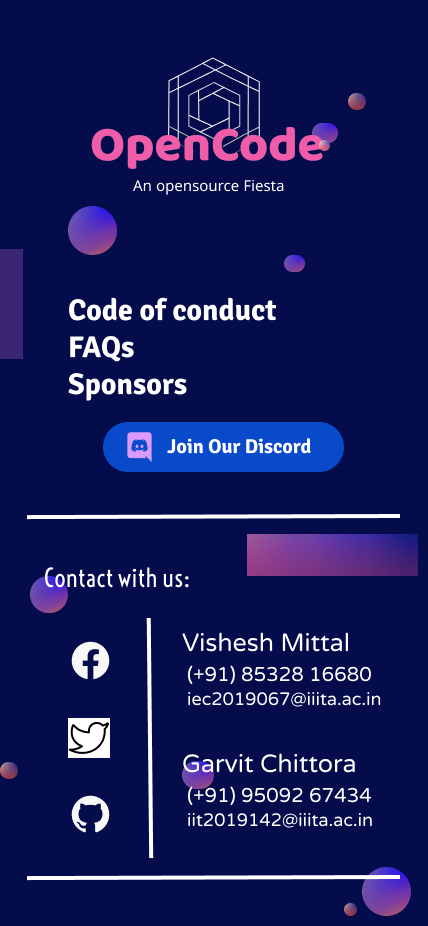 OpenCode
An opensource Fiesta
Code of conduct
FAQs
Sponsors
Join Our Discord
Contact with us:
Vishesh Mittal
(+91) 85328 16680
iec2019067@iiita.ac.in
Garvit Chittora
(+91) 95092 67434
iit2019142@iiita.ac.in